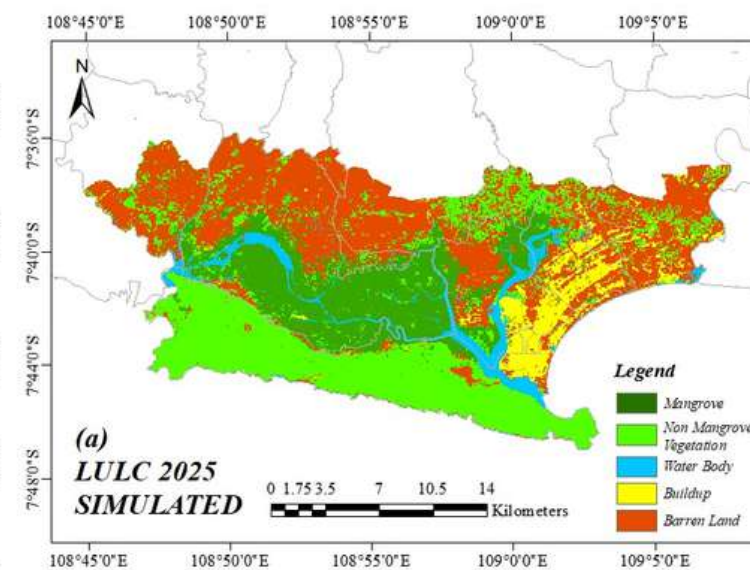 108°45'0"E 108°50'0"E 108°55'0"E 109°0'0"E 109°5'0"E
N
7°36'0"S
7°40'0"S
7°44'0"S
7°48'0"S
Legend
Mangrove
Non Mangrove
Vegetation
Water Body
Buildup
Barren Land
(a)
LULC 2025
SIMULATED
0 1.75 3.5 7 10.5 14
Kilometers
108°45'0"E 108°50'0"E 108°55'0"E 109°0'0"E 109°5'0"E